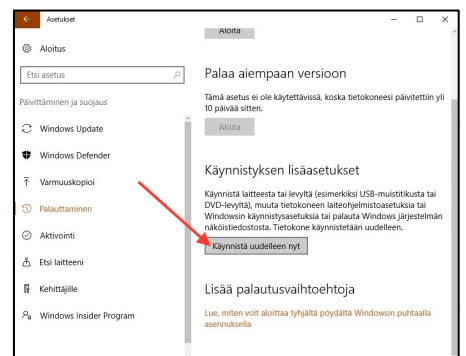 Asetukset
Aloitus
Etsi asetus
Päivittäminen ja suojaus
Windows Update
Windows Defender
Varmuuskopioi
Palauttaminen
Aktivointi
Etsi laitteeni
Kehittäjille
Windows Insider Program
Aloita
Palaa aiempaan versioon
Tämä asetus ei ole käytettävissä, koska tietokoneesi päivitettiin yli
10 päivää sitten.
Aloita
Käynnistyksen lisäasetukset
Käynnistä laitteesta tai levyltä (esimerkiksi USB-muistitikusta tai
DVD-levyltä), muuta tietokoneen laiteohjelmistoasetuksia tai
Windowsin käynnistysasetuksia tai palauta Windows järjestelmän
näköistiedostosta. Tietokone käynnistetään uudelleen.
Käynnistä uudelleen nyt
Lisää palautusvaihtoehtoja
Lue, miten voit aloittaa tyhjältä pöydältä Windowsin puhtaalla
asennuksella